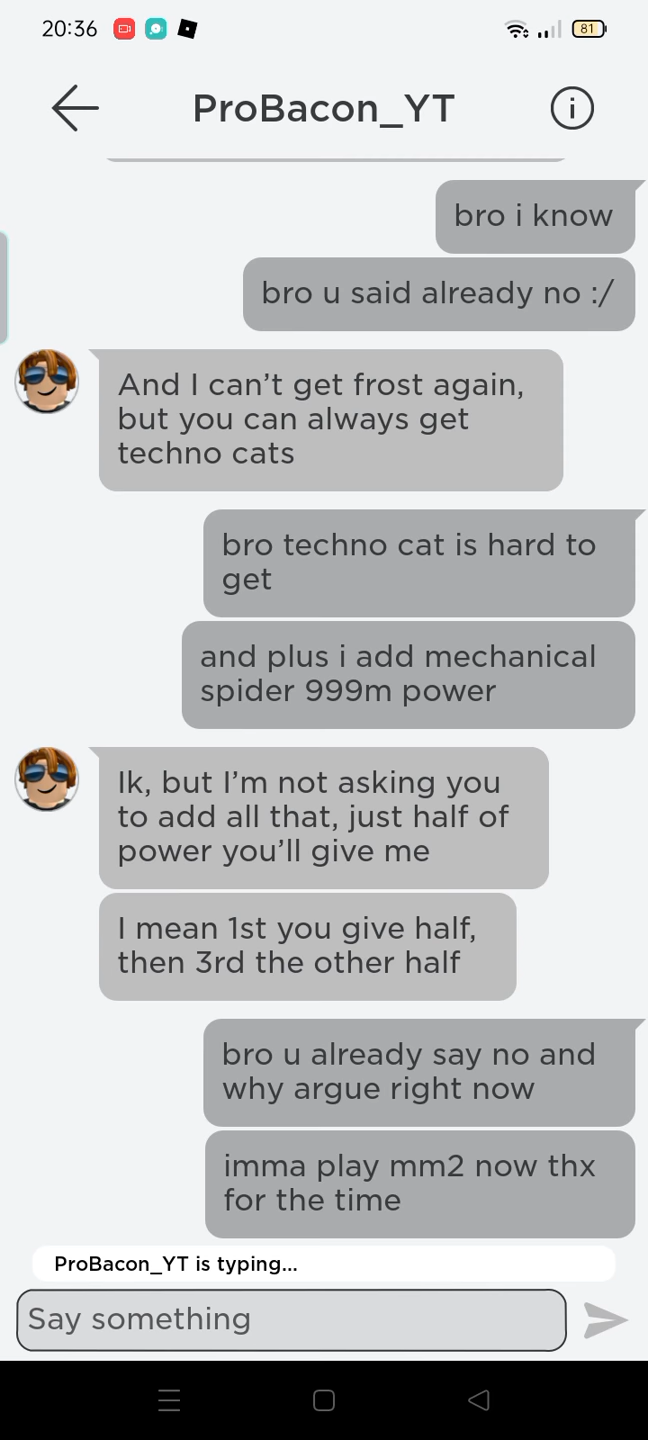 20:36
81
ProBacon_YT
bro i know
bro u said already no :/
And I can’t get frost again,
but you can always get
techno cats
bro techno cat is hard to
get
and plus i add mechanical
spider 999m power
Ik, but I’m not asking you
to add all that, just half of
power you’ll give me
I mean 1st you give half,
then 3rd the other half
bro u already say no and
why argue right now
imma play mm2 now thx
for the time
ProBacon_YT is typing...
Say something